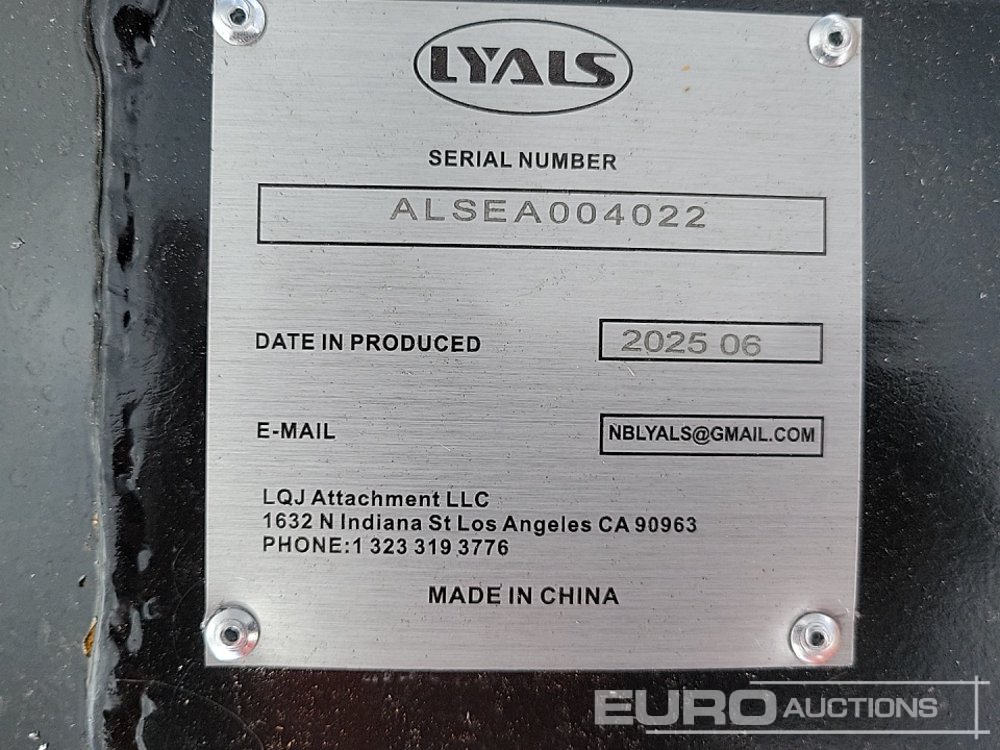 LYALS
SERIAL NUMBER
ALSEA004022
DATE IN PRODUCED 2025 06
E-MAIL NBLYALS@GMAIL.COM
LQJ Attachment LLC
1632 N Indiana St Los Angeles CA 90963
PHONE:1 323 319 3776
MADE IN CHINA
EURO AUCTIONS